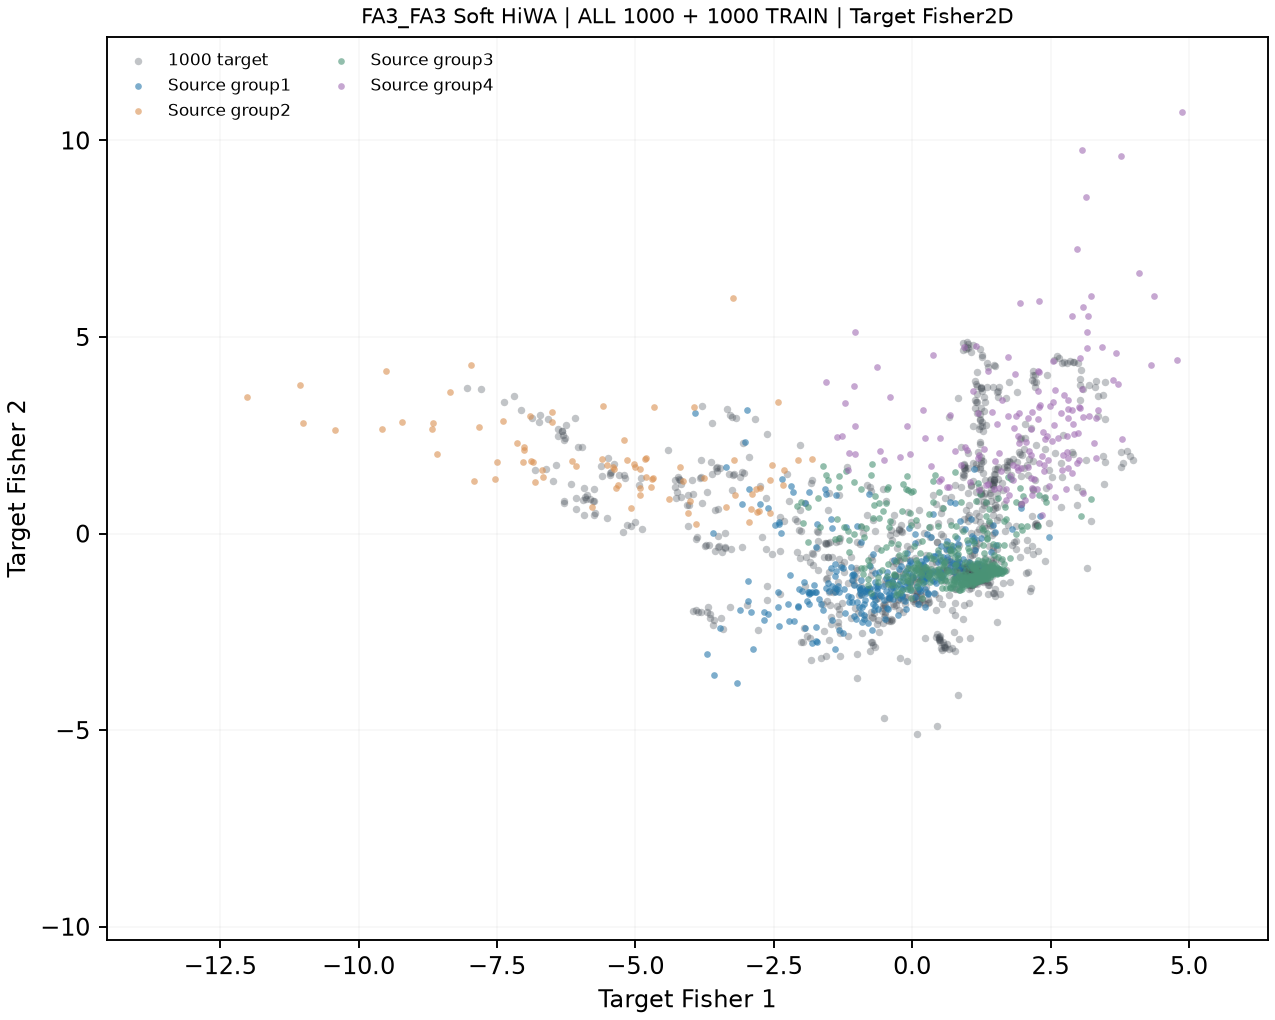 FA3_FA3 Soft HiWA | ALL 1000 + 1000 TRAIN | Target Fisher2D
1000 target
Source group1
Source group2
Source group3
Source group4
10
5
0
−5
−10
Target Fisher 2
−12.5 −10.0 −7.5 −5.0 −2.5 0.0 2.5 5.0
Target Fisher 1